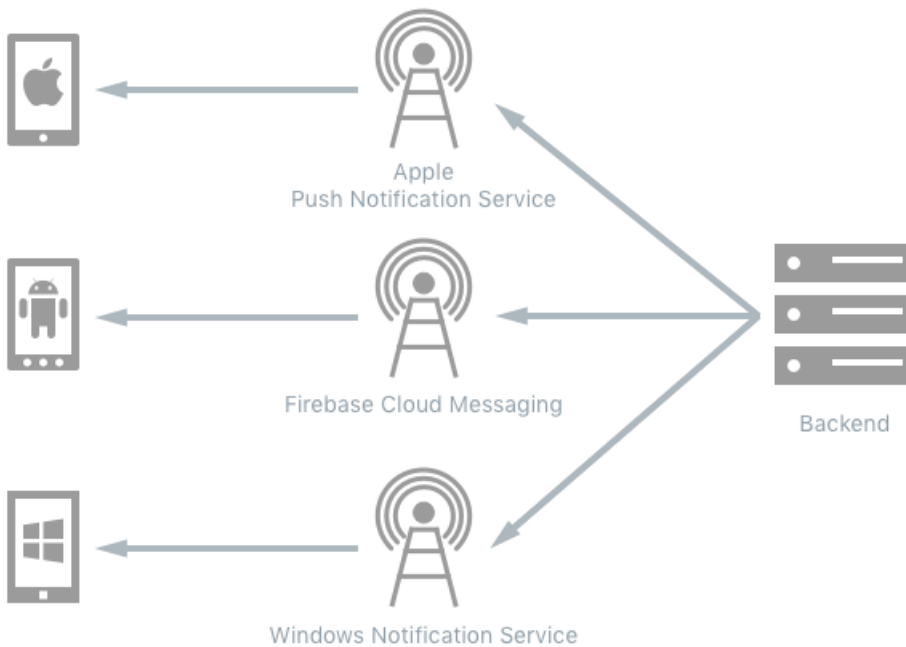 Apple
Push Notification Service
Firebase Cloud Messaging
Backend
Windows Notification Service